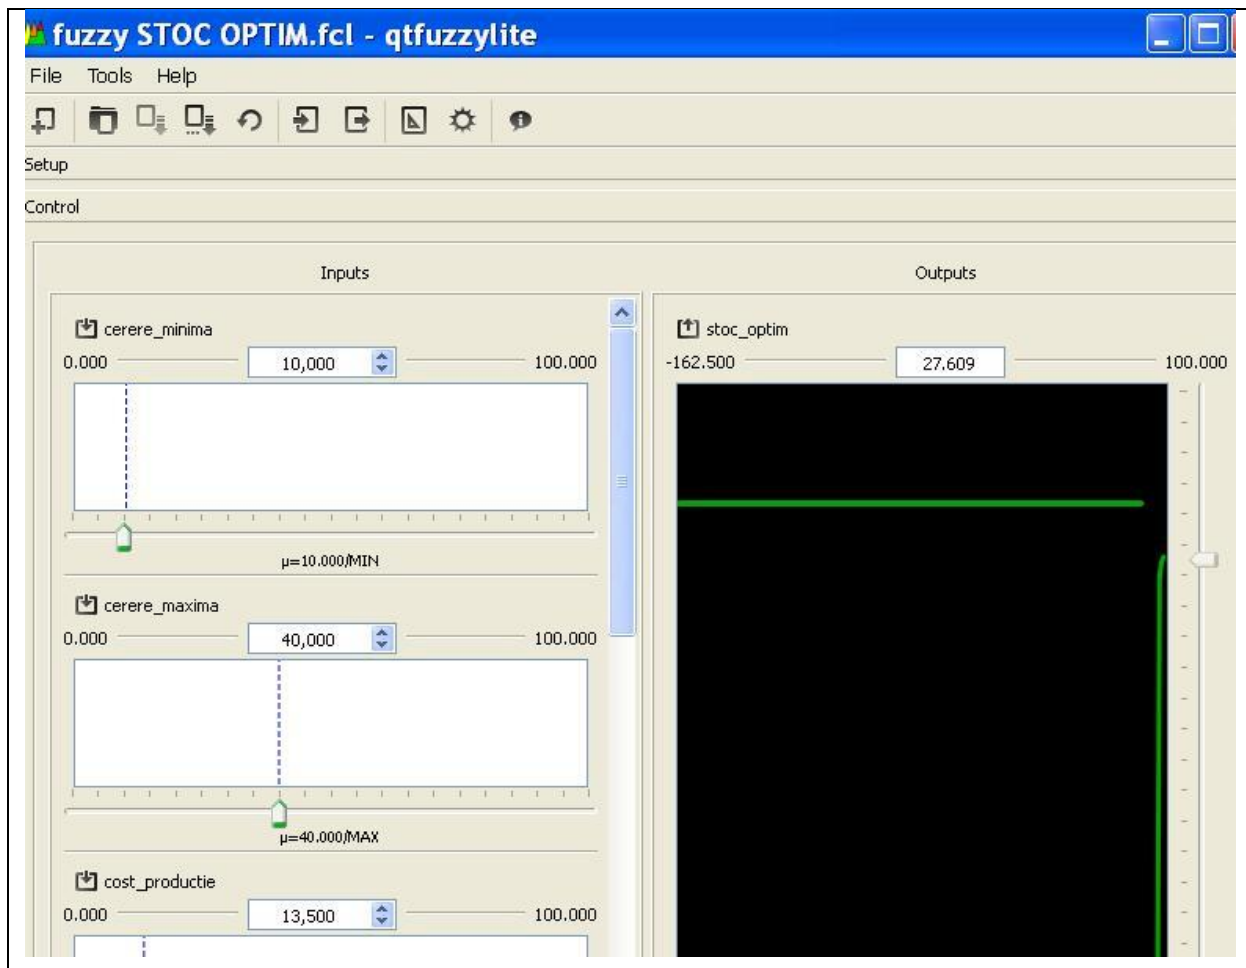 fuzzy STOC OPTIM.fcl - qtfuzzylite
File Tools Help
Setup
Control
Inputs
cerere_minima
0.000 10,000 100.000
µ=10.000/MIN
cerere_maxima
0.000 40,000 100.000
µ=40.000/MAX
cost_productie
0.000 13,500 100.000
Outputs
stoc_optim
-162.500 27.609 100.000